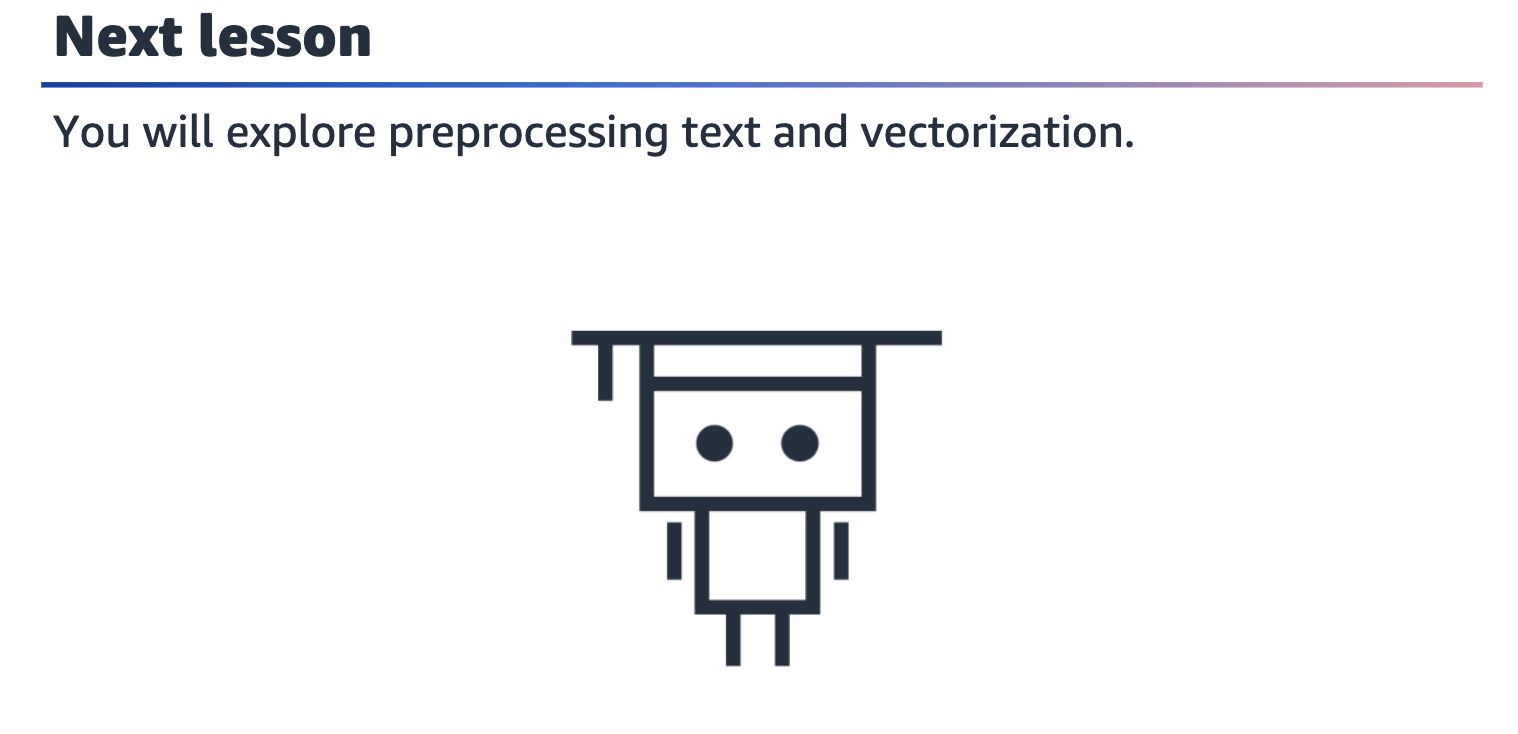 Next lesson
You will explore preprocessing text and vectorization.